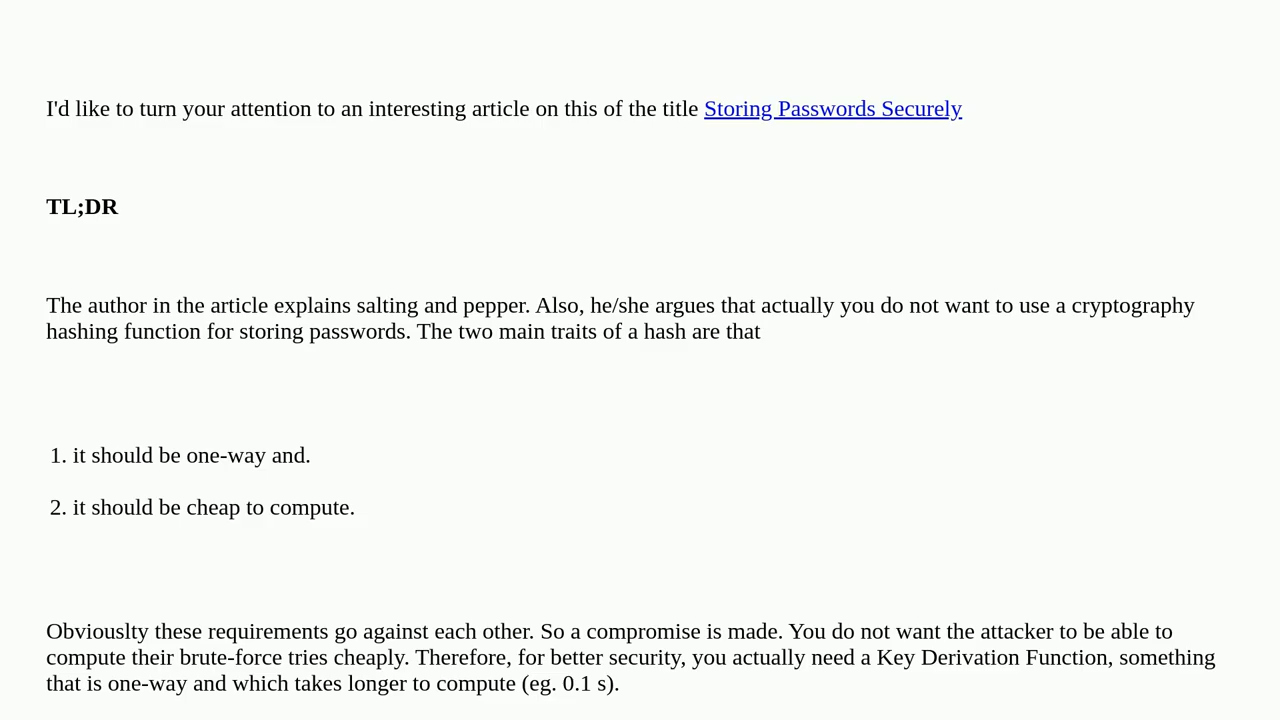 I'd like to turn your attention to an interesting article on this of the title Storing Passwords Securely
TL;DR
The author in the article explains salting and pepper. Also, he/she argues that actually you do not want to use a cryptography
hashing function for storing passwords. The two main traits of a hash are that
1. it should be one-way and.
2. it should be cheap to compute.
Obviouslty these requirements go against each other. So a compromise is made. You do not want the attacker to be able to
compute their brute-force tries cheaply. Therefore, for better security, you actually need a Key Derivation Function, something
that is one-way and which takes longer to compute (eg. 0.1 s).